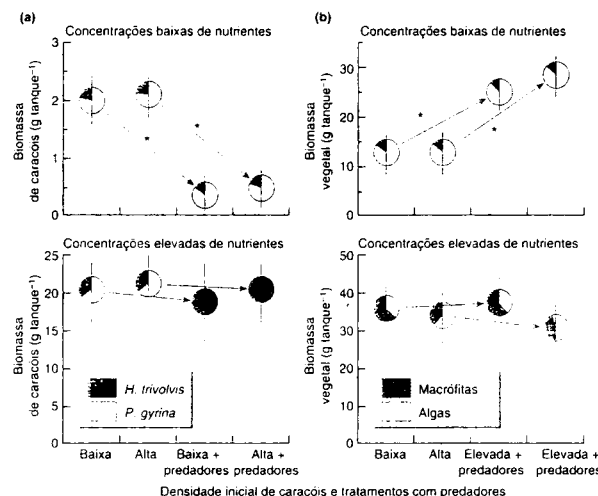 (a)
Concentrações baixas de nutrientes
Biomassa
de caracóis (g tanque⁻¹)
3
2
1
0
*
*
(b)
Concentrações baixas de nutrientes
Biomassa
vegetal (g tanque⁻¹)
30
20
10
0
*
*
Concentrações elevadas de nutrientes
Biomassa
de caracóis (g tanque⁻¹)
25
20
15
10
5
0
H. trivolvis
P. gyrina
Baixa
Alta
Baixa +
predadores
Alta +
predadores
Concentrações elevadas de nutrientes
Biomassa
vegetal (g tanque⁻¹)
50
40
30
20
10
0
Macrófitas
Algas
Baixa
Alta
Elevada +
predadores
Elevada +
predadores
Densidade inicial de caracóis e tratamentos com predadores